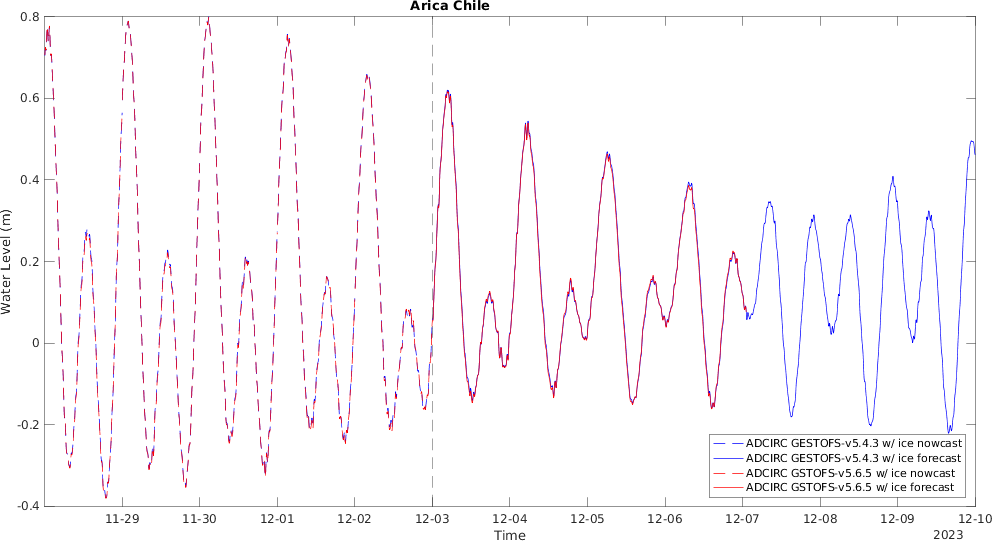 Arica Chile
0.8
0.6
0.4
0.2
0
-0.2
-0.4
Water Level (m)
ADCIRC GESTOFS-v5.4.3 w/ ice nowcast
ADCIRC GESTOFS-v5.4.3 w/ ice forecast
ADCIRC GSTOFS-v5.6.5 w/ ice nowcast
ADCIRC GSTOFS-v5.6.5 w/ ice forecast
11-29 11-30 12-01 12-02 12-03 12-04 12-05 12-06 12-07 12-08 12-09 12-10
Time
2023